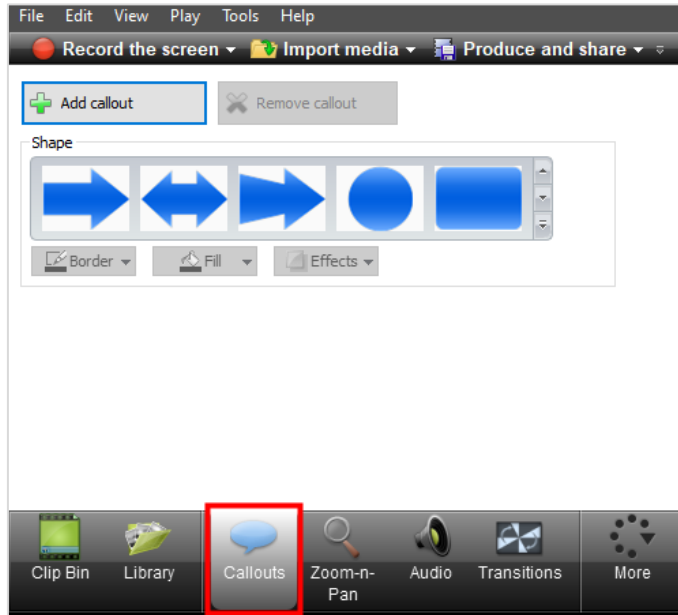 File Edit View Play Tools Help
Record the screen Import media Produce and share
Add callout Remove callout
Shape
Border Fill Effects
Clip Bin Library Callouts Zoom-n- Audio Transitions More
Pan